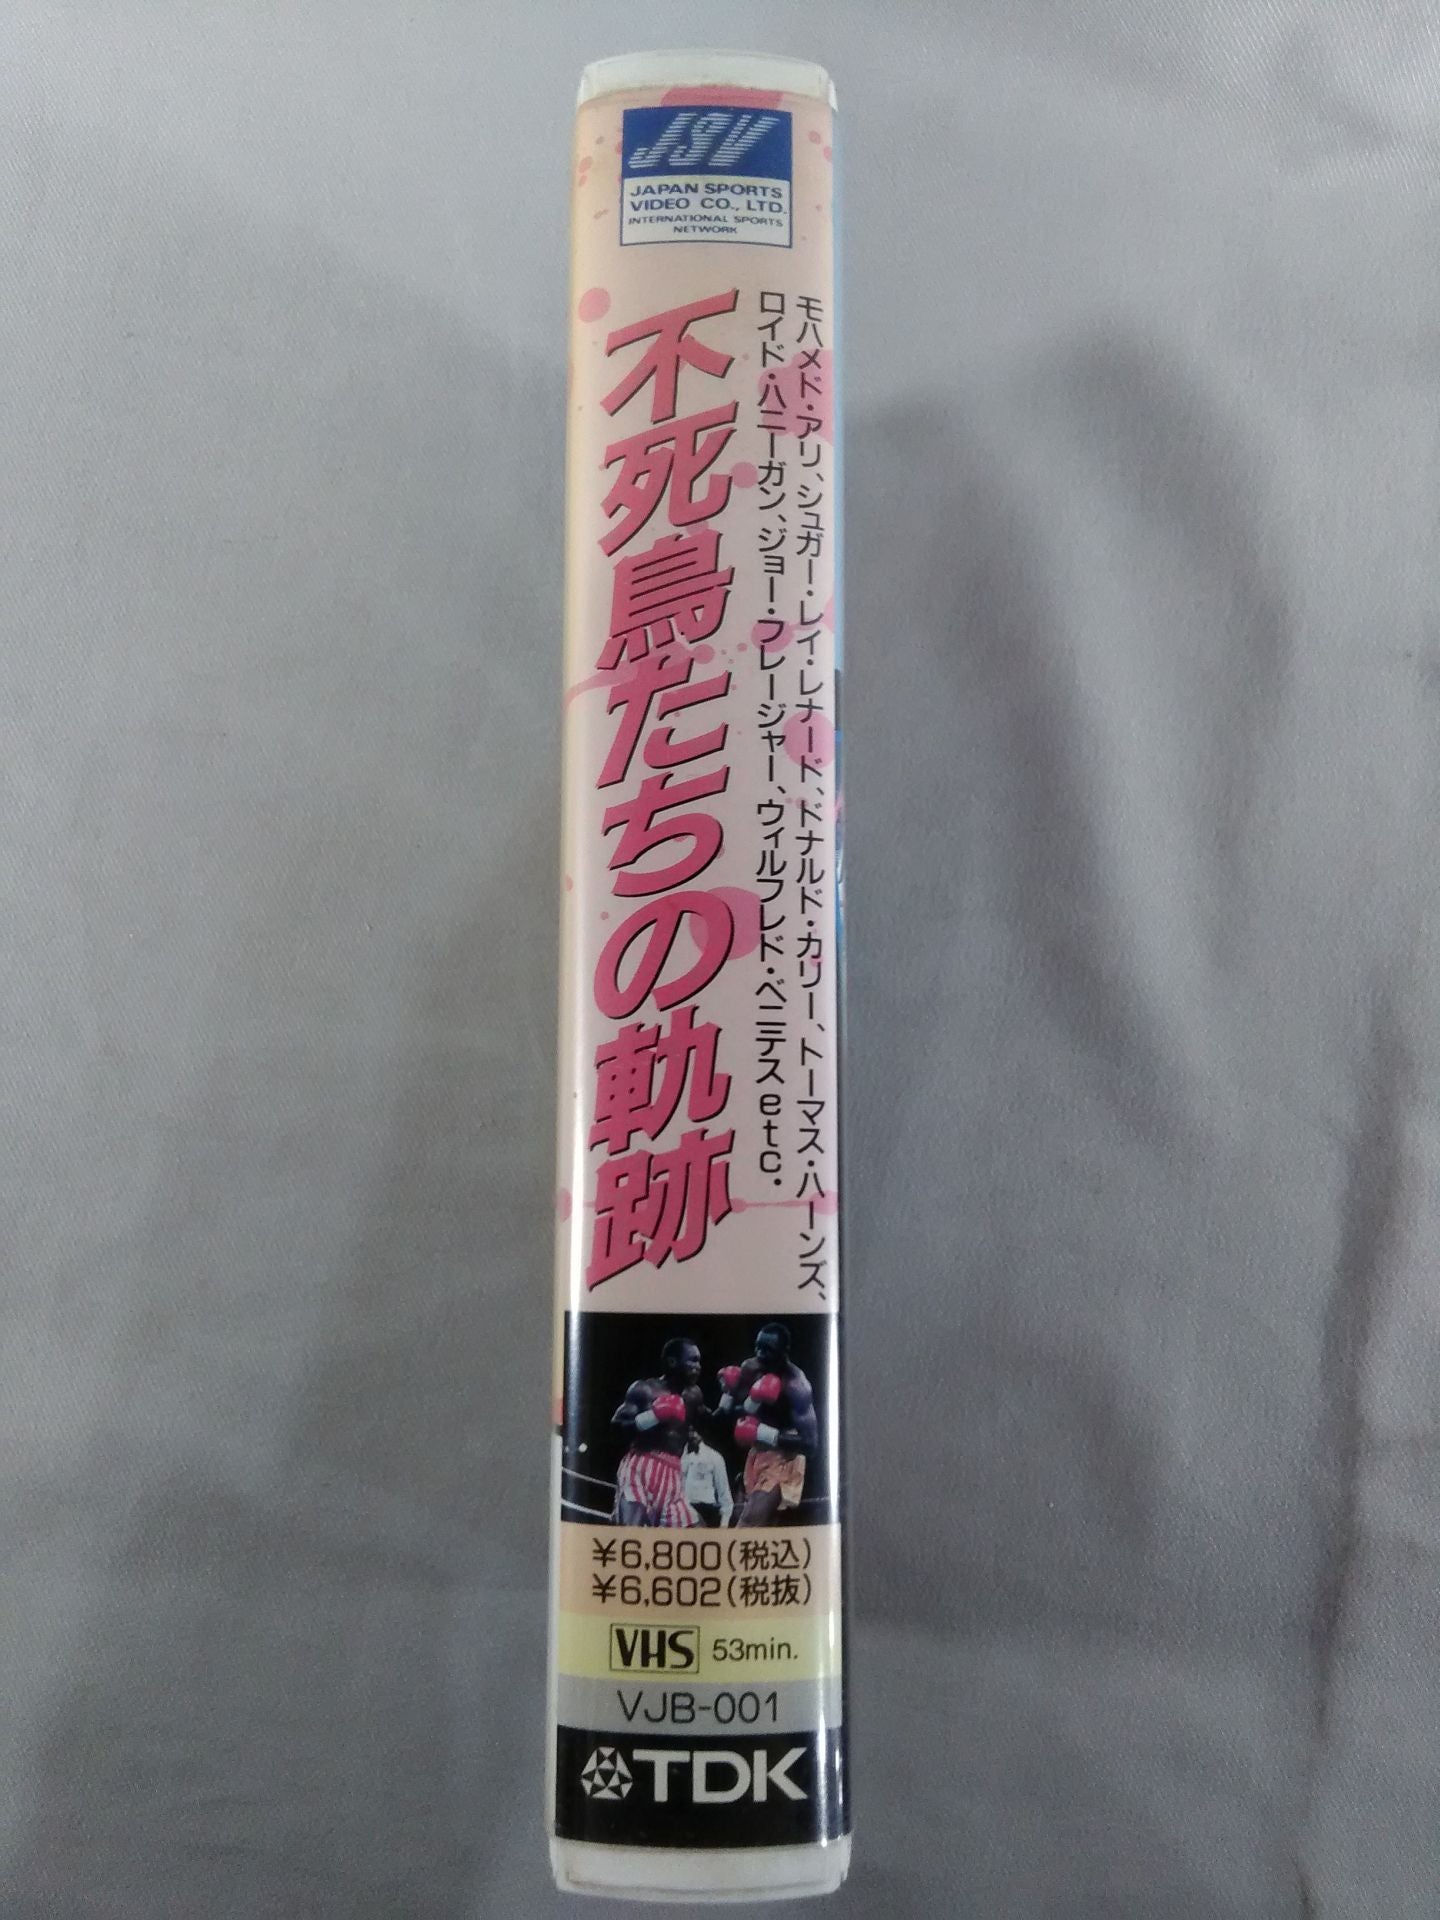 JSV
JAPAN SPORTS
VIDEO CO., LTD.
INTERNATIONAL SPORTS
NETWORK
モハメド・アリ、シュガー・レイ・レナード、ドナルド・カリー、トーマス・ハーンズ、
ロイド・ハニーガン、ジョー・フレージャー、ウィルフレド・ベニテスetc.
不死鳥たちの軌跡
¥6,800(税込)
¥6,602(税抜)
VHS 53min.
VJB-001
TDK